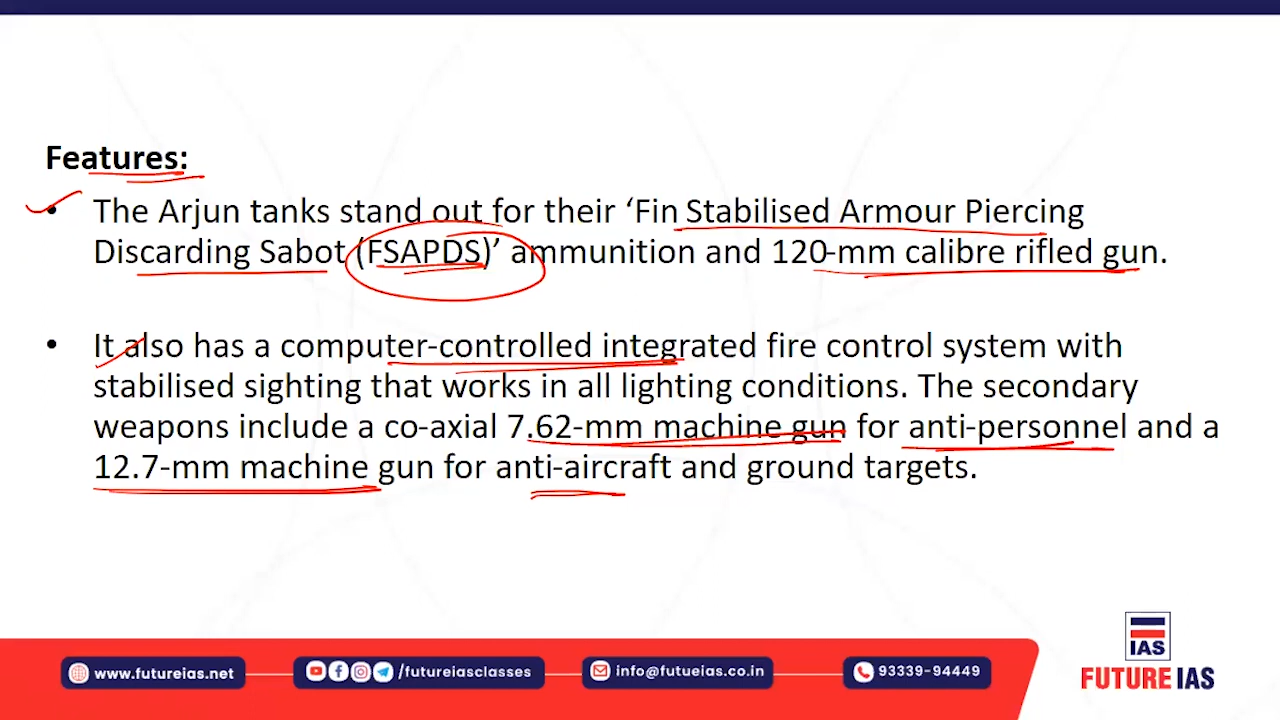 Features:
• The Arjun tanks stand out for their ‘Fin Stabilised Armour Piercing
Discarding Sabot (FSAPDS)’ ammunition and 120-mm calibre rifled gun.
• It also has a computer-controlled integrated fire control system with
stabilised sighting that works in all lighting conditions. The secondary
weapons include a co-axial 7.62-mm machine gun for anti-personnel and a
12.7-mm machine gun for anti-aircraft and ground targets.
IAS
FUTURE IAS
www.futureias.net
/futureiasclasses
info@futueias.co.in
93339-94449